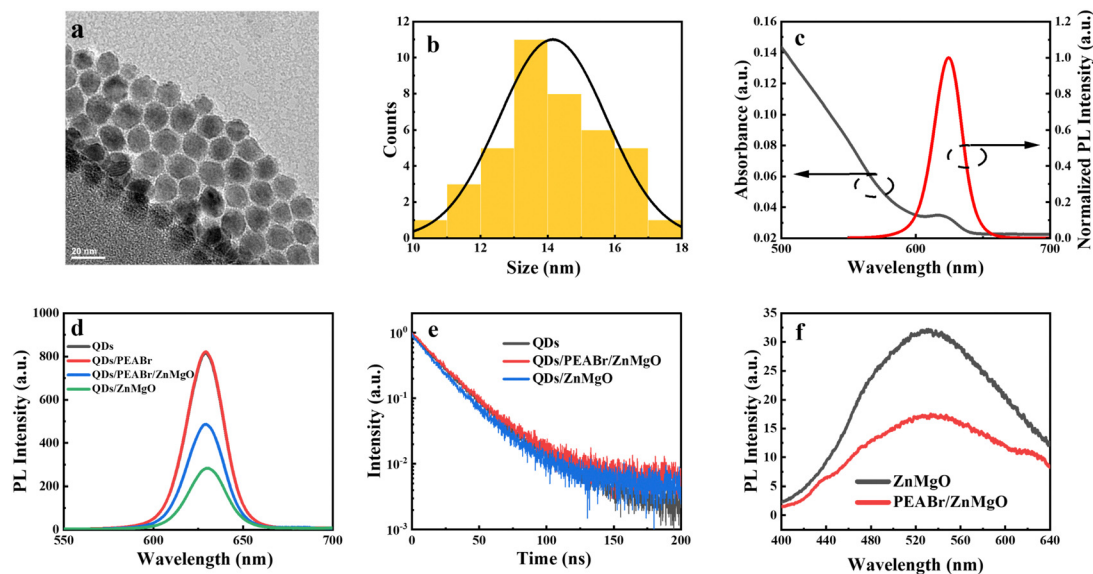 a
20 nm
b
Counts
12
10
8
6
4
2
0
10 12 14 16 18
Size (nm)
c
Absorbance (a.u.)
0.16
0.14
0.12
0.10
0.08
0.06
0.04
0.02
500 600 700
Wavelength (nm)
1.2
1.0
0.8
0.6
0.4
0.2
0.0
Normalized PL Intensity (a.u.)
d
PL Intensity (a.u.)
1000
800
600
400
200
0
QDs
QDs/PEABr
QDs/PEABr/ZnMgO
QDs/ZnMgO
550 600 650 700
Wavelength (nm)
e
Intensity (a.u.)
10⁰
10⁻¹
10⁻²
10⁻³
QDs
QDs/PEABr/ZnMgO
QDs/ZnMgO
0 50 100 150 200
Time (ns)
f
PL Intensity (a.u.)
35
30
25
20
15
10
5
0
ZnMgO
PEABr/ZnMgO
400 440 480 520 560 600 640
Wavelength (nm)